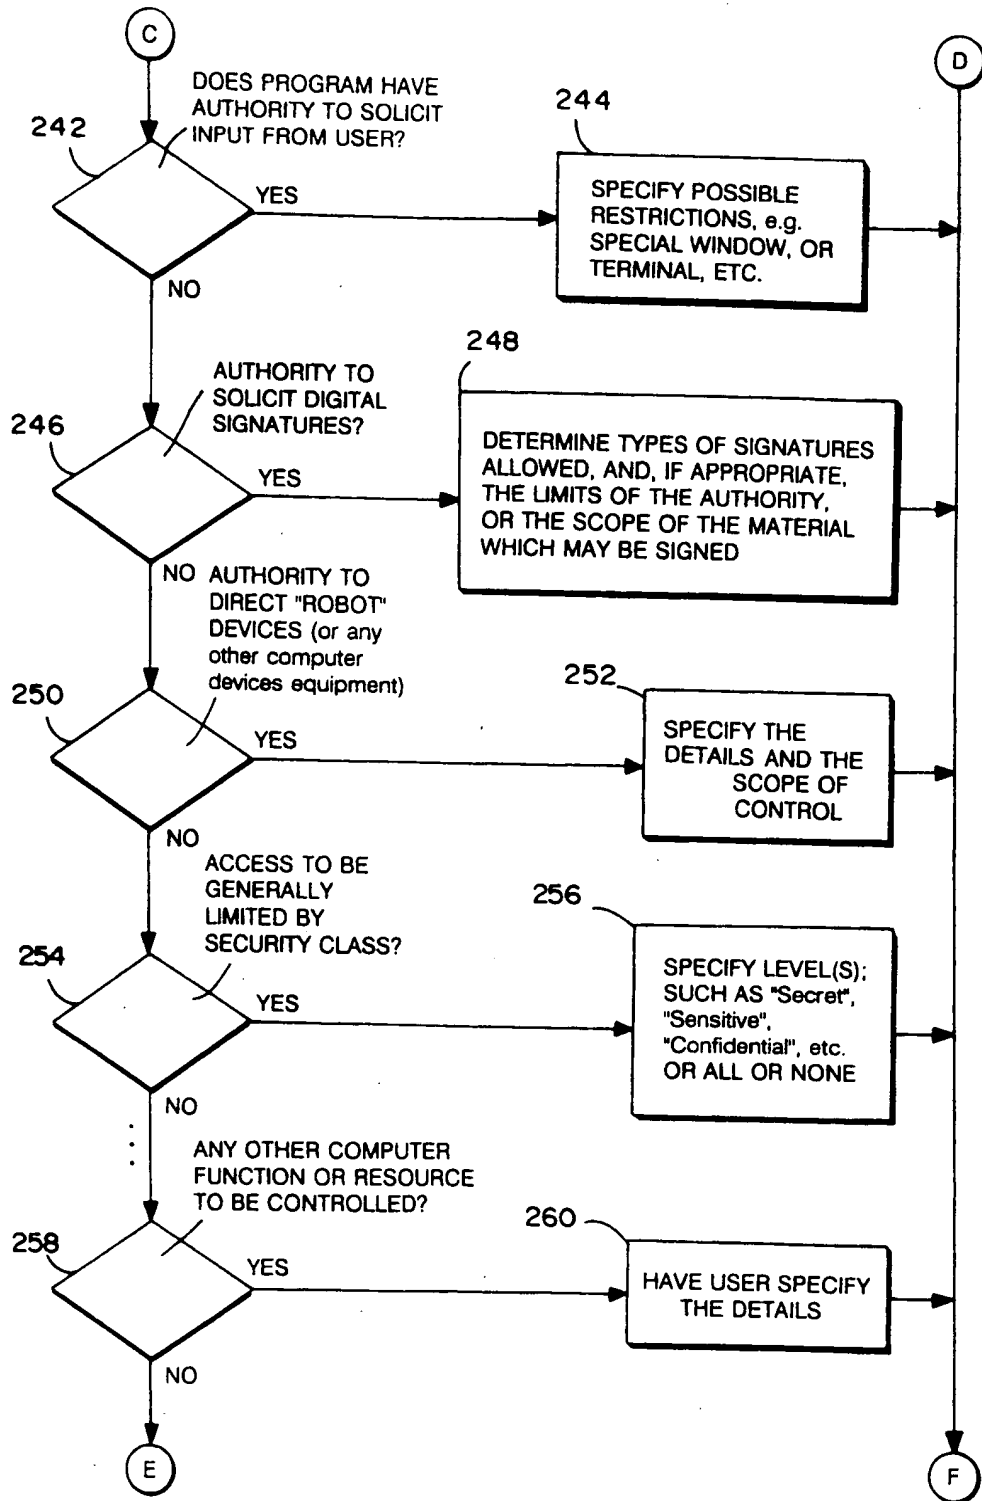 C
D
DOES PROGRAM HAVE
AUTHORITY TO SOLICIT
INPUT FROM USER?
242
244
YES
SPECIFY POSSIBLE
RESTRICTIONS, e.g.
SPECIAL WINDOW, OR
TERMINAL, ETC.
NO
AUTHORITY TO
SOLICIT DIGITAL
SIGNATURES?
246
248
YES
DETERMINE TYPES OF SIGNATURES
ALLOWED, AND, IF APPROPRIATE,
THE LIMITS OF THE AUTHORITY,
OR THE SCOPE OF THE MATERIAL
WHICH MAY BE SIGNED
NO
AUTHORITY TO
DIRECT "ROBOT"
DEVICES (or any
other computer
devices equipment)
250
252
YES
SPECIFY THE
DETAILS AND THE
SCOPE OF
CONTROL
NO
ACCESS TO BE
GENERALLY
LIMITED BY
SECURITY CLASS?
254
256
YES
SPECIFY LEVEL(S);
SUCH AS "Secret",
"Sensitive",
"Confidential", etc.
OR ALL OR NONE
NO
ANY OTHER COMPUTER
FUNCTION OR RESOURCE
TO BE CONTROLLED?
258
260
YES
HAVE USER SPECIFY
THE DETAILS
NO
E
F